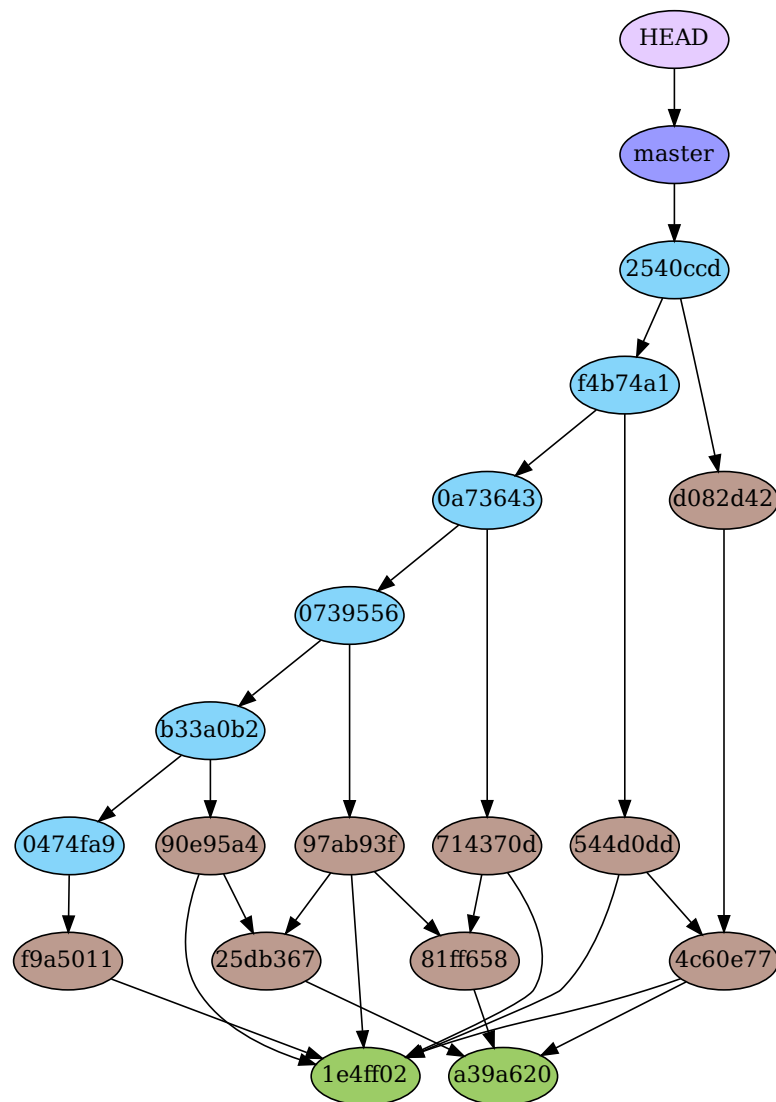 HEAD
master
2540ccd
f4b74a1
0a73643
d082d42
0739556
b33a0b2
0474fa9
90e95a4
97ab93f
714370d
544d0dd
f9a5011
25db367
81ff658
4c60e77
1e4ff02
a39a620